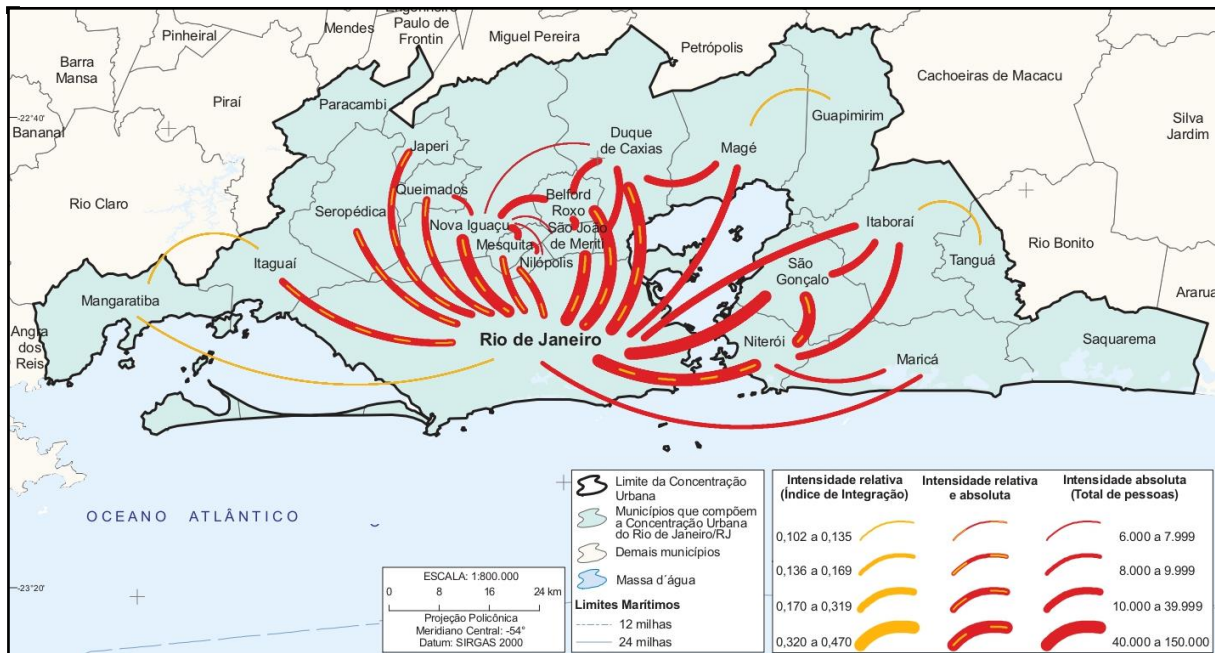 Mendes
Engenheiro
Paulo de
Frontin
Pinheiral
Miguel Pereira
Petrópolis
Barra
Mansa
Cachoeiras de Macacu
Piraí
Paracambi
Guapimirim
-22°40'
Bananal
Silva
Jardim
Duque
de Caxias
Magé
Japeri
Queimados
Belford
Roxo
Rio Claro
Seropédica
Nova Iguaçu
São João
de Meriti
Itaboraí
Rio Bonito
Mesquita
Nilópolis
Tanguá
São
Gonçalo
Itaguaí
Mangaratiba
Angra
dos
Reis
Rio de Janeiro
Niterói
Maricá
Saquarema
Ararua
OCEANO ATLÂNTICO
-23°20'
ESCALA: 1:800.000
0 8 16 24 km
Projeção Policônica
Meridiano Central: -54°
Datum: SIRGAS 2000
Limite da Concentração
Urbana
Municípios que compõem
a Concentração Urbana
do Rio de Janeiro/RJ
Demais municípios
Massa d´água
Limites Marítimos
12 milhas
24 milhas
Intensidade relativa
(Índice de Integração)
Intensidade relativa
e absoluta
Intensidade absoluta
(Total de pessoas)
0,102 a 0,135
6.000 a 7.999
0,136 a 0,169
8.000 a 9.999
0,170 a 0,319
10.000 a 39.999
0,320 a 0,470
40.000 a 150.000